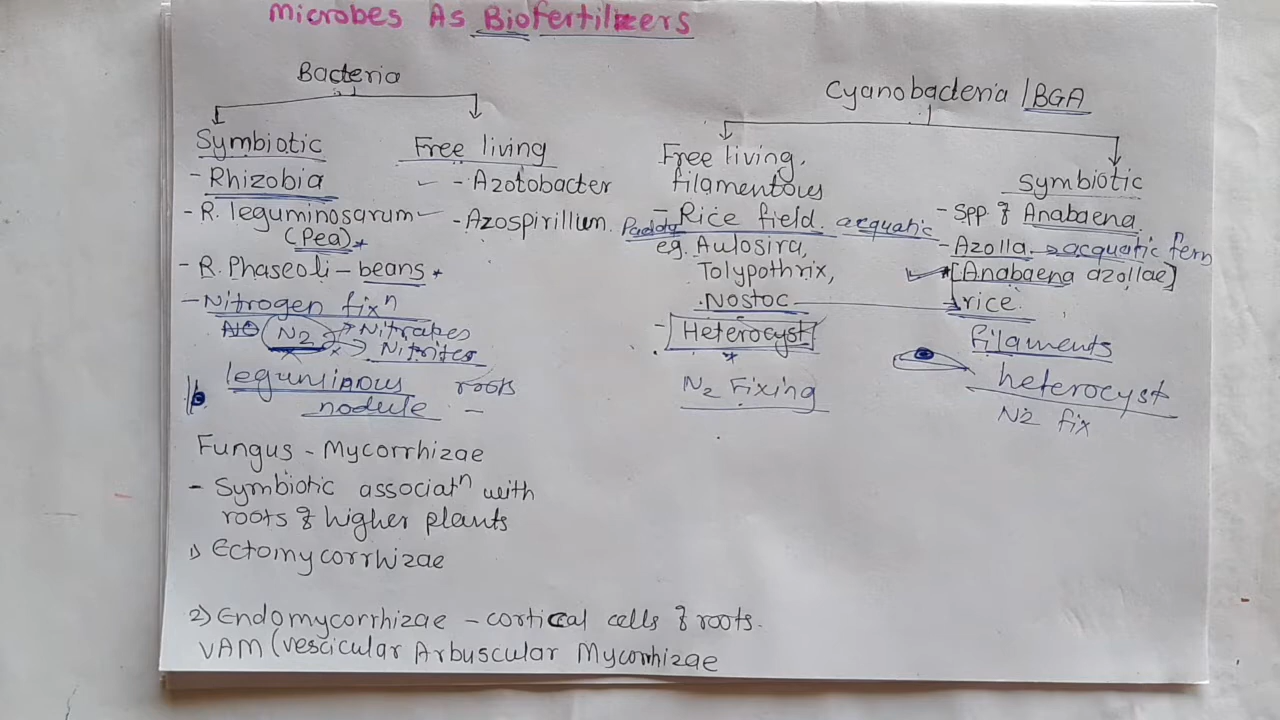 Microbes As Biofertilizers
Bacteria
Symbiotic
- Rhizobia
- R. leguminosarum
(Pea)*
- R. Phaseoli - beans *
- Nitrogen fixn
N2 → Nitrates
→ Nitrites
leguminous roots
nodule -
Free living
- Azotobacter
- Azospirillum.
Fungus - Mycorrhizae
- Symbiotic associatn with
roots of higher plants
1) Ectomycorrhizae
2) Endomycorrhizae - cortical cells of roots.
VAM (vescicular Arbuscular Mycorrhizae
Cyanobacteria / BGA
Free living,
filamentous
- Rice field acquatic
Paddy
eg. Aulosira,
Tolypothrix,
Nostoc
- Heterocyst
*
N2 Fixing
Symbiotic
- Spp. of Anabaena
- Azolla → acquatic fern
[Anabaena azollae]
rice
Filaments
heterocyst
N2 fix